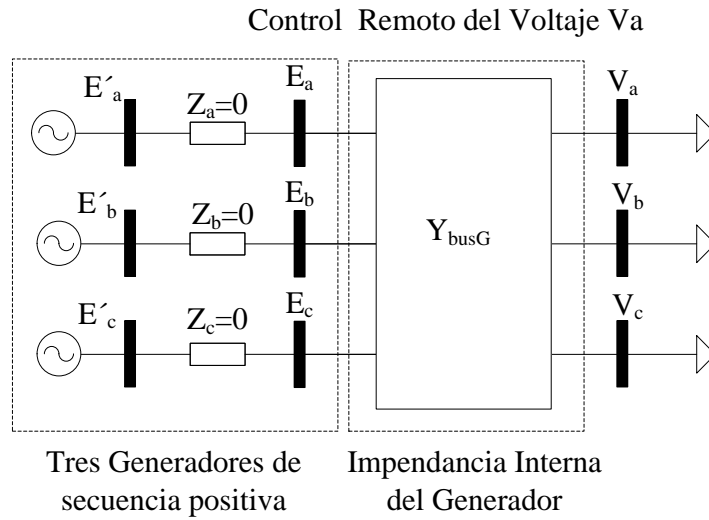 Control Remoto del Voltaje Va
E´a
Za=0
Ea
Va
E´b
Zb=0
Eb
YbusG
Vb
E´c
Zc=0
Ec
Vc
Tres Generadores de
secuencia positiva
Impendancia Interna
del Generador